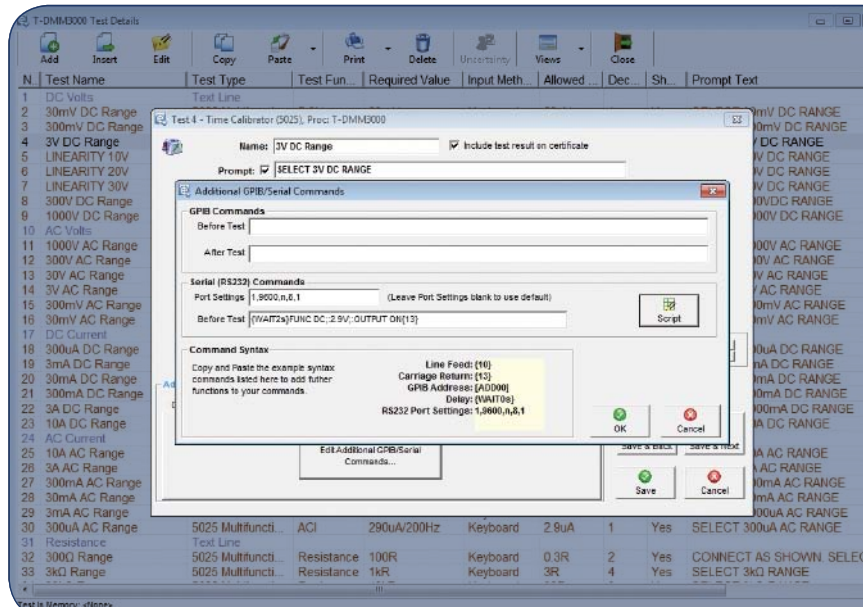 T-DMM3000 Test Details
Add Insert Edit Copy Paste Print Delete Uncertainty Views Close
N. Test Name Test Type Test Fun... Required Value Input Meth... Allowed ... Dec... Sh... Prompt Text
1 DC Volts Text Line
2 30mV DC Range
3 300mV DC Range
4 3V DC Range
5 LINEARITY 10V
6 LINEARITY 20V
7 LINEARITY 30V
8 300V DC Range
9 1000V DC Range
10 AC Volts
11 1000V AC Range
12 300V AC Range
13 30V AC Range
14 3V AC Range
15 300mV AC Range
16 30mV AC Range
17 DC Current
18 300uA DC Range
19 3mA DC Range
20 30mA DC Range
21 300mA DC Range
22 3A DC Range
23 10A DC Range
24 AC Current
25 10A AC Range
26 3A AC Range
27 300mA AC Range
28 30mA AC Range
29 3mA AC Range
30 300uA AC Range 5025 Multifuncti... ACI 290uA/200Hz Keyboard 2.9uA 1 Yes SELECT 300uA AC RANGE
31 Resistance Text Line
32 300Ω Range 5025 Multifuncti... Resistance 100R Keyboard 0.3R 2 Yes CONNECT AS SHOWN. SELEC
33 3kΩ Range 5025 Multifuncti... Resistance 1kR Keyboard 3R 4 Yes SELECT 3kΩ RANGE
Test 4 - Time Calibrator (5025), Proc: T-DMM3000
Name: 3V DC Range Include test result on certificate
Prompt: SELECT 3V DC RANGE
Additional GPIB/Serial Commands
GPIB Commands
Before Test
After Test
Serial (RS232) Commands
Port Settings 1,9600,n,8,1 (Leave Port Settings blank to use default)
Before Test {WAIT2s}FUNC DC;:2.9V;:OUTPUT ON{13}
Script
Command Syntax
Copy and Paste the example syntax
commands listed here to add futher
functions to your commands.
Line Feed: {10}
Carriage Return: {13}
GPIB Address: {ADD00}
Delay: {WAIT0s}
RS232 Port Settings: 1,9600,n,8,1
OK Cancel
Edit Additional GPIB/Serial
Commands...
Save & Back Save & Next
Save Cancel
Test in Memory: <None>